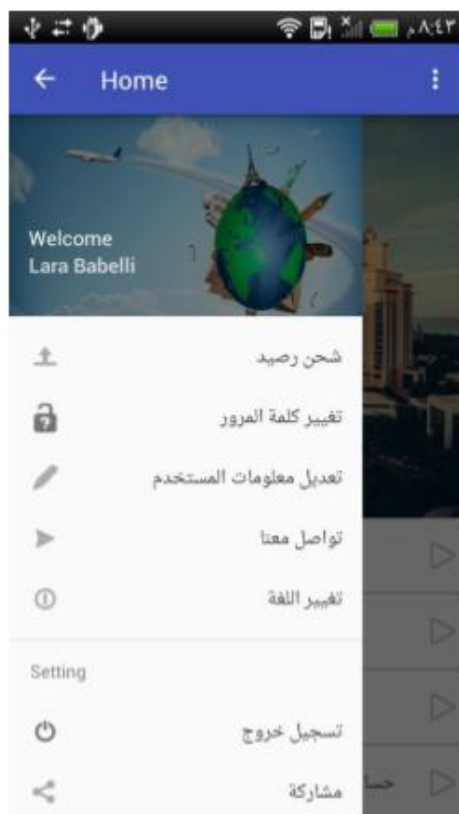 ٨:٤٣ م
Home
Welcome
Lara Babelli
شحن رصيد
تغيير كلمة المرور
تعديل معلومات المستخدم
تواصل معنا
تغيير اللغة
Setting
تسجيل خروج
مشاركة
حسا